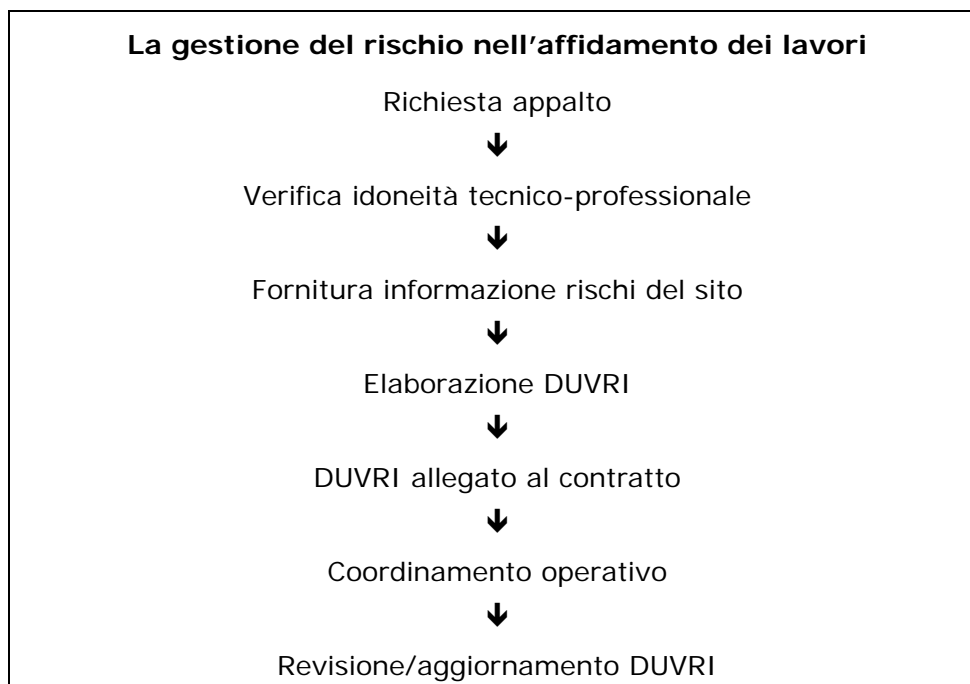 La gestione del rischio nell'affidamento dei lavori
Richiesta appalto
Verifica idoneità tecnico-professionale
Fornitura informazione rischi del sito
Elaborazione DUVRI
DUVRI allegato al contratto
Coordinamento operativo
Revisione/aggiornamento DUVRI